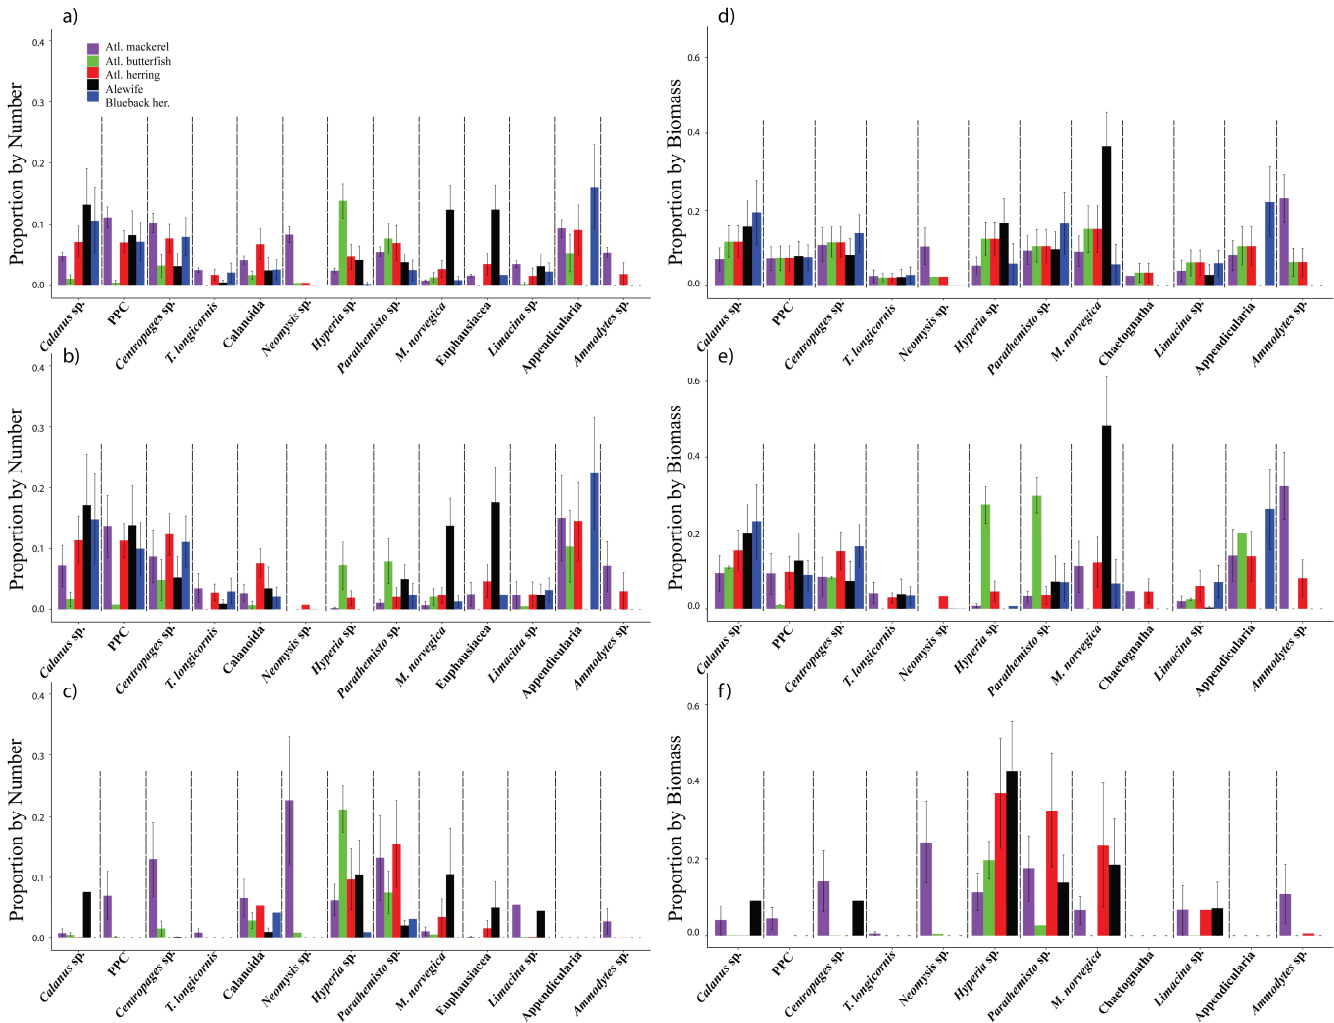 a)
Proportion by Number
0.4
0.3
0.2
0.1
0.0
Atl. mackerel
Atl. butterfish
Atl. herring
Alewife
Blueback her.
Calanus sp.
PPC
Centropages sp.
T. longicornis
Calanoida
Neomysis sp.
Hyperia sp.
Parathemisto sp.
M. norvegica
Euphausiacea
Limacina sp.
Appendicularia
Ammodytes sp.
d)
Proportion by Biomass
0.6
0.4
0.2
0.0
Calanus sp.
PPC
Centropages sp.
T. longicornis
Neomysis sp.
Hyperia sp.
Parathemisto sp.
M. norvegica
Chaetognatha
Limacina sp.
Appendicularia
Ammodytes sp.
b)
Proportion by Number
0.4
0.3
0.2
0.1
0.0
Calanus sp.
PPC
Centropages sp.
T. longicornis
Calanoida
Neomysis sp.
Hyperia sp.
Parathemisto sp.
M. norvegica
Euphausiacea
Limacina sp.
Appendicularia
Ammodytes sp.
e)
Proportion by Biomass
0.6
0.4
0.2
0.0
Calanus sp.
PPC
Centropages sp.
T. longicornis
Neomysis sp.
Hyperia sp.
Parathemisto sp.
M. norvegica
Chaetognatha
Limacina sp.
Appendicularia
Ammodytes sp.
c)
Proportion by Number
0.4
0.3
0.2
0.1
0.0
Calanus sp.
PPC
Centropages sp.
T. longicornis
Calanoida
Neomysis sp.
Hyperia sp.
Parathemisto sp.
M. norvegica
Euphausiacea
Limacina sp.
Appendicularia
Ammodytes sp.
f)
Proportion by Biomass
0.6
0.4
0.2
0.0
Calanus sp.
PPC
Centropages sp.
T. longicornis
Neomysis sp.
Hyperia sp.
Parathemisto sp.
M. norvegica
Chaetognatha
Limacina sp.
Appendicularia
Ammodytes sp.